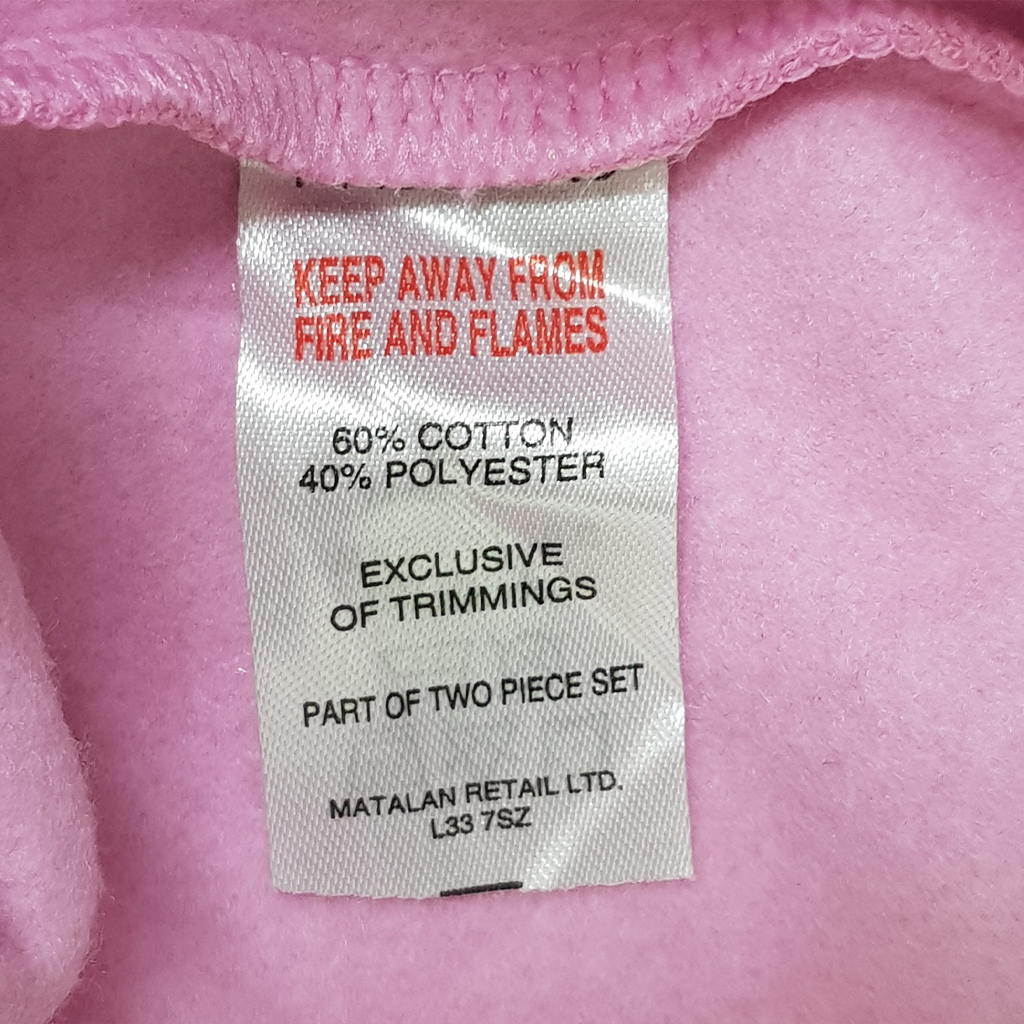 KEEP AWAY FROM
FIRE AND FLAMES
60% COTTON
40% POLYESTER
EXCLUSIVE
OF TRIMMINGS
PART OF TWO PIECE SET
MATALAN RETAIL LTD.
L33 7SZ